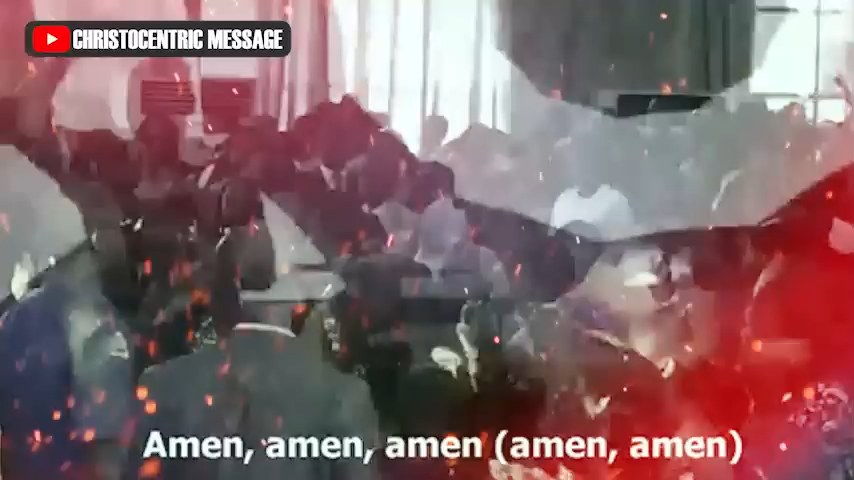 CHRISTOCENTRIC MESSAGE
Amen, amen, amen (amen, amen)